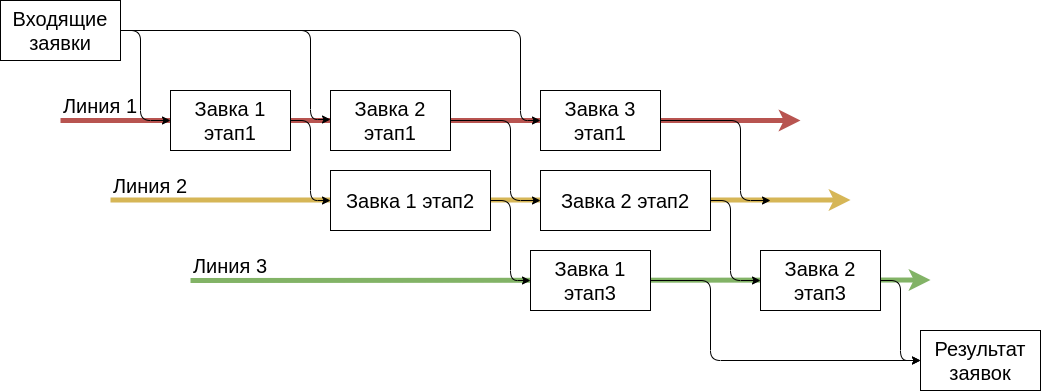 Входящие
заявки
Линия 1
Завка 1
этап1
Завка 2
этап1
Завка 3
этап1
Линия 2
Завка 1 этап2
Завка 2 этап2
Линия 3
Завка 1
этап3
Завка 2
этап3
Результат
заявок